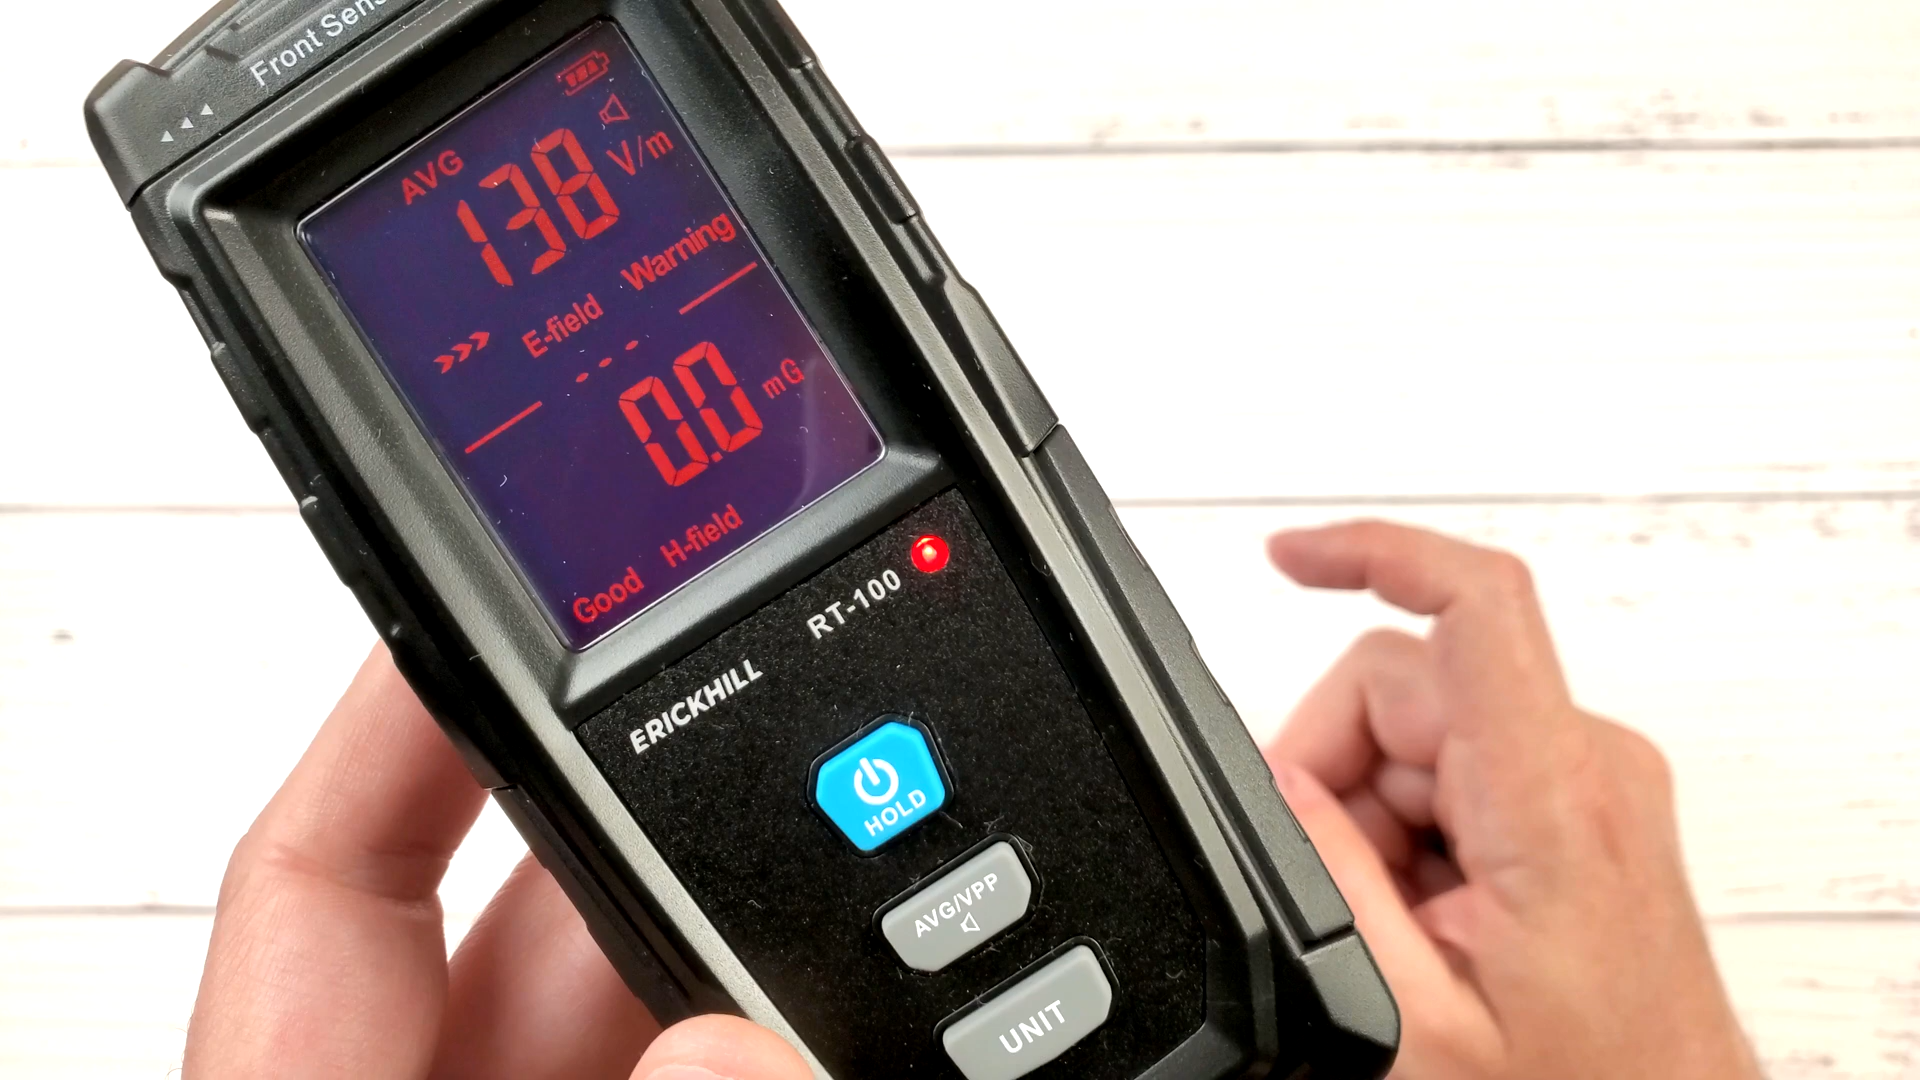 Front Sens
AVG
138 V/m
E-field Warning
0.0 mG
Good H-field
RT-100
ERICKHILL
HOLD
AVG/VPP
UNIT